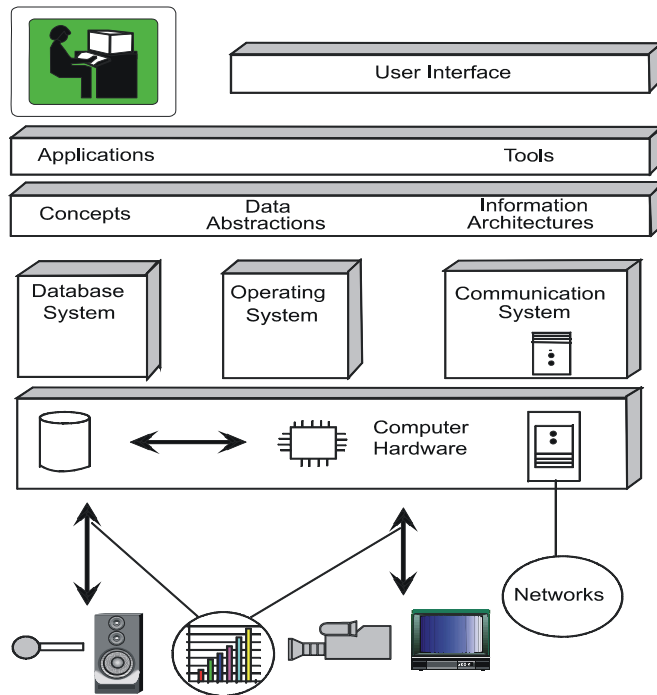 User Interface
Applications
Tools
Concepts
Data
Abstractions
Information
Architectures
Database
System
Operating
System
Communication
System
Computer
Hardware
Networks